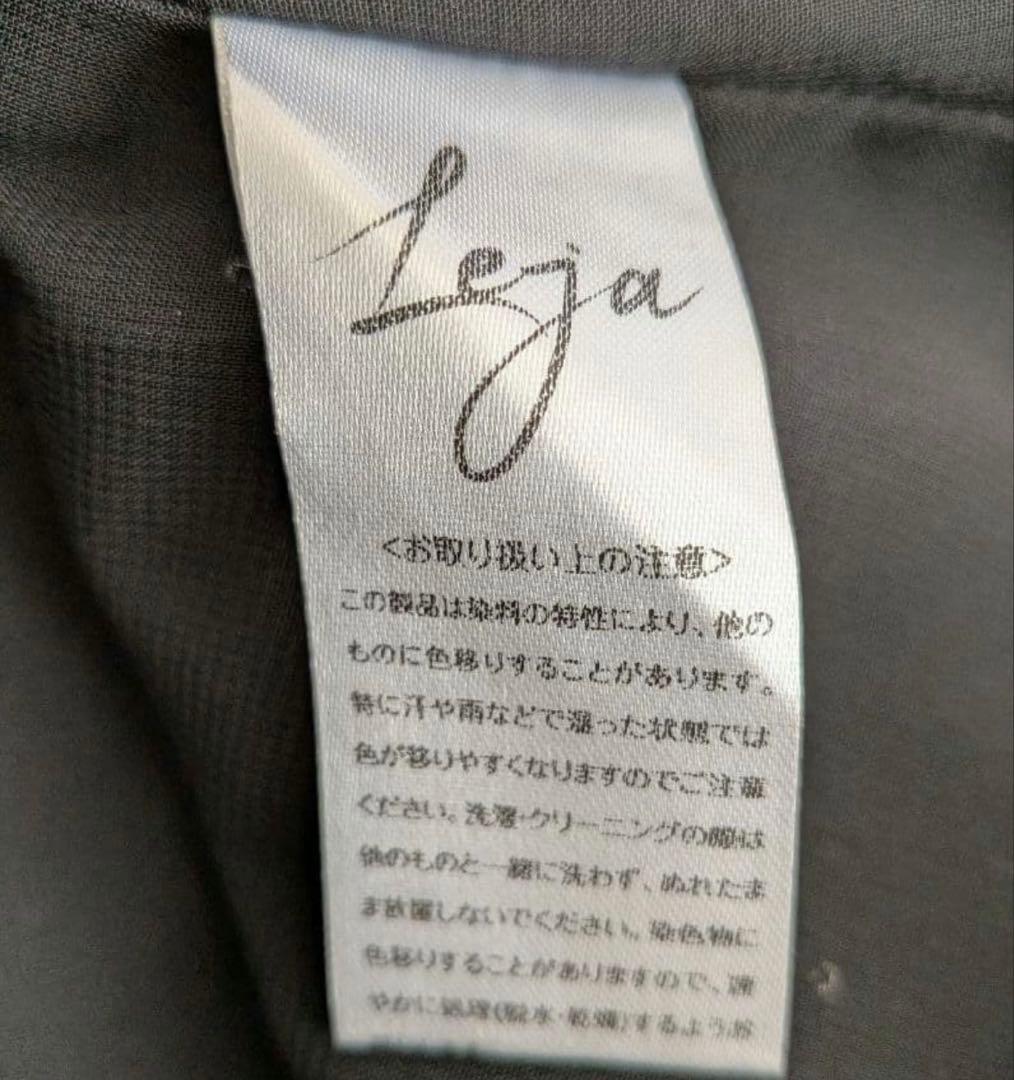 Leja
<お取り扱い上の注意>
この製品は染料の特性により、他の
ものに色移りすることがあります。
特に汗や雨などで湿った状態では
色が移りやすくなりますのでご注意
ください。洗濯・クリーニングの際は
他のものと一緒に洗わず、ぬれたま
ま放置しないでください。染色物に
色移りすることがありますので、速
やかに処理(脱水・乾燥)するようお